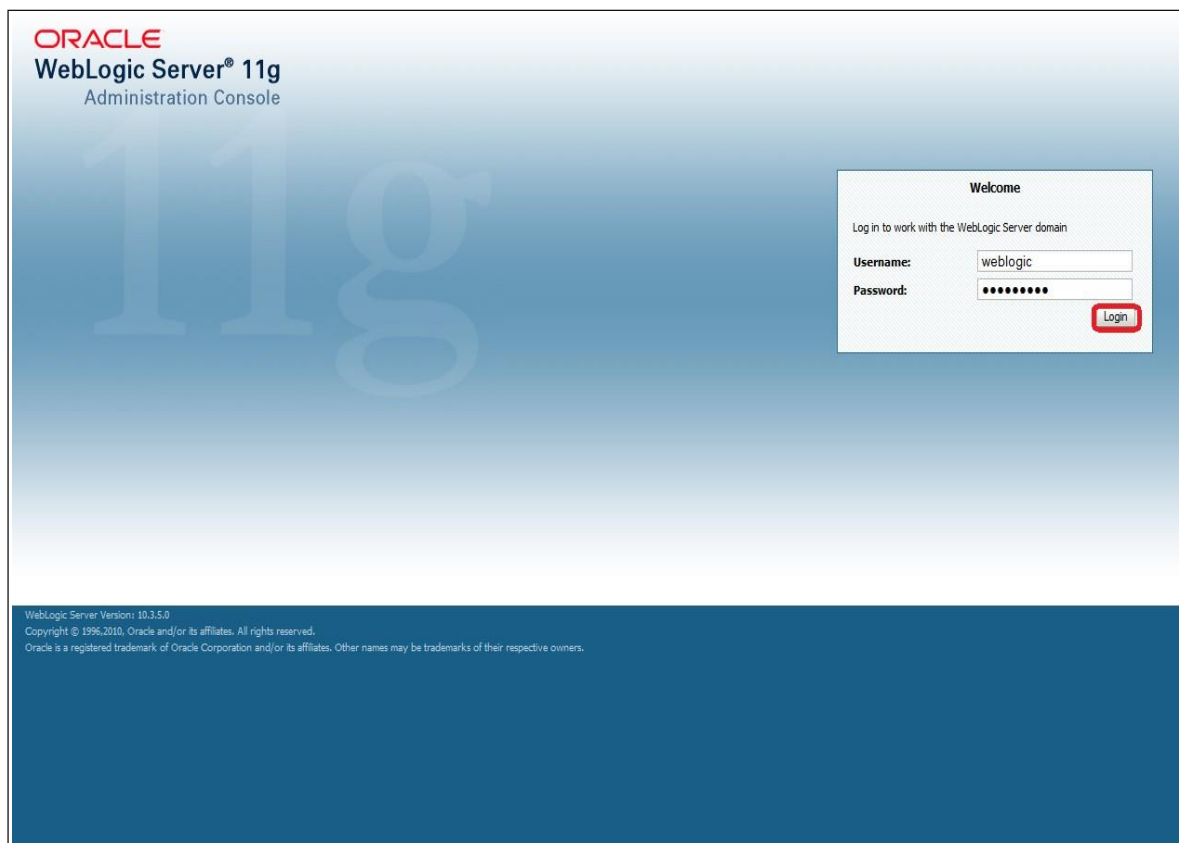 ORACLE
WebLogic Server® 11g
Administration Console
11g
Welcome
Log in to work with the WebLogic Server domain
Username: weblogic
Password: •••••••••
Login
WebLogic Server Version: 10.3.5.0
Copyright © 1996,2010, Oracle and/or its affiliates. All rights reserved.
Oracle is a registered trademark of Oracle Corporation and/or its affiliates. Other names may be trademarks of their respective owners.